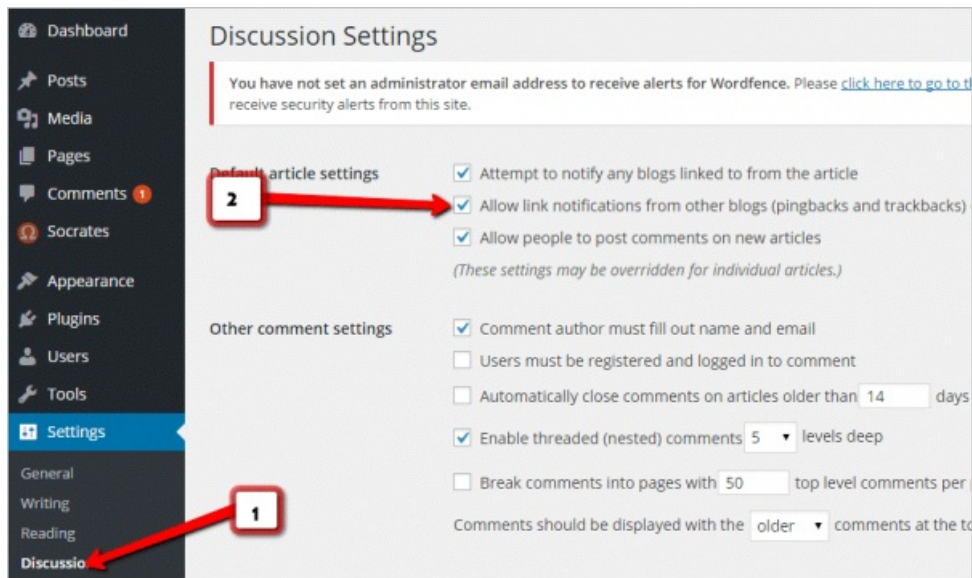 Dashboard
Posts
Media
Pages
Comments 1
Socrates
Appearance
Plugins
Users
Tools
Settings
General
Writing
Reading
Discussion
1
Discussion Settings
You have not set an administrator email address to receive alerts for Wordfence. Please click here to go to
receive security alerts from this site.
Default article settings
2
Attempt to notify any blogs linked to from the article
Allow link notifications from other blogs (pingbacks and trackbacks)
Allow people to post comments on new articles
(These settings may be overridden for individual articles.)
Other comment settings
Comment author must fill out name and email
Users must be registered and logged in to comment
Automatically close comments on articles older than 14 days
Enable threaded (nested) comments 5 levels deep
Break comments into pages with 50 top level comments per
Comments should be displayed with the older comments at the